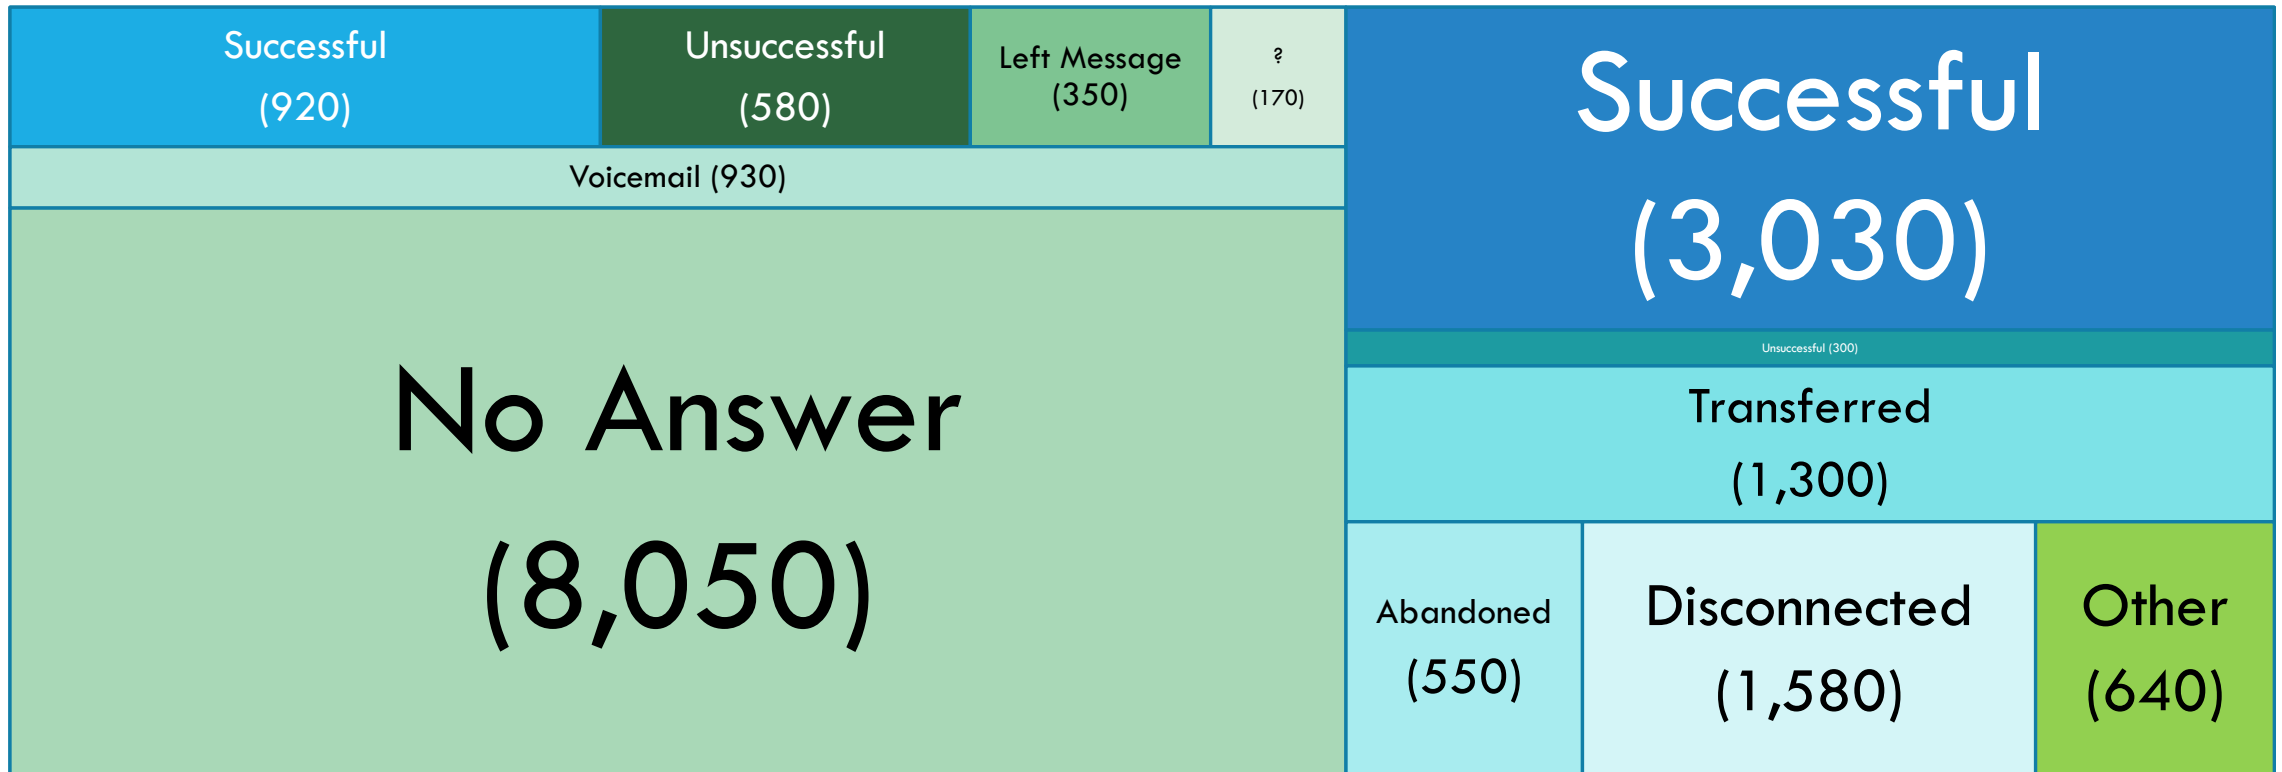 Successful
(920)
Unsuccessful
(580)
Left Message
(350)
?
(170)
Voicemail (930)
No Answer
(8,050)
Successful
(3,030)
Unsuccessful (300)
Transferred
(1,300)
Abandoned
(550)
Disconnected
(1,580)
Other
(640)